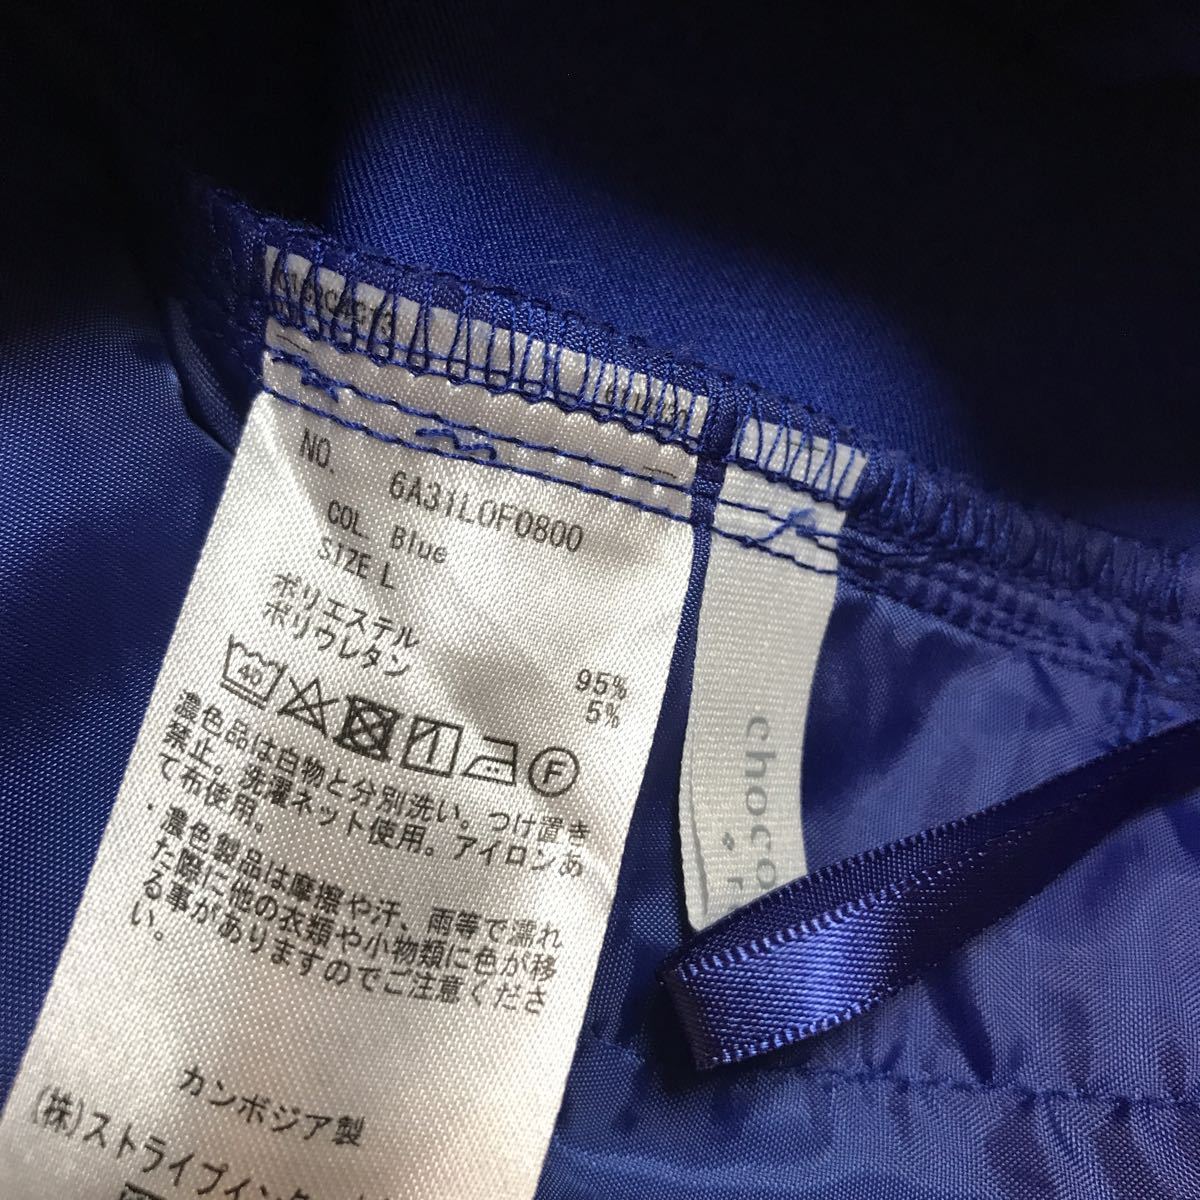 NO. 6A31L0F0800
COL Blue
SIZE L
ポリエステル 95%
ポリウレタン 5%
40
F
濃色品は白物と分別洗い。つけ置き
禁止。洗濯ネット使用。アイロンあ
て布使用。
・濃色製品は摩擦や汗、雨等で濡れ
た際に他の衣類や小物類に色が移
る事がありますのでご注意くださ
い。
カンボジア製
(株)ストライプイン
choco